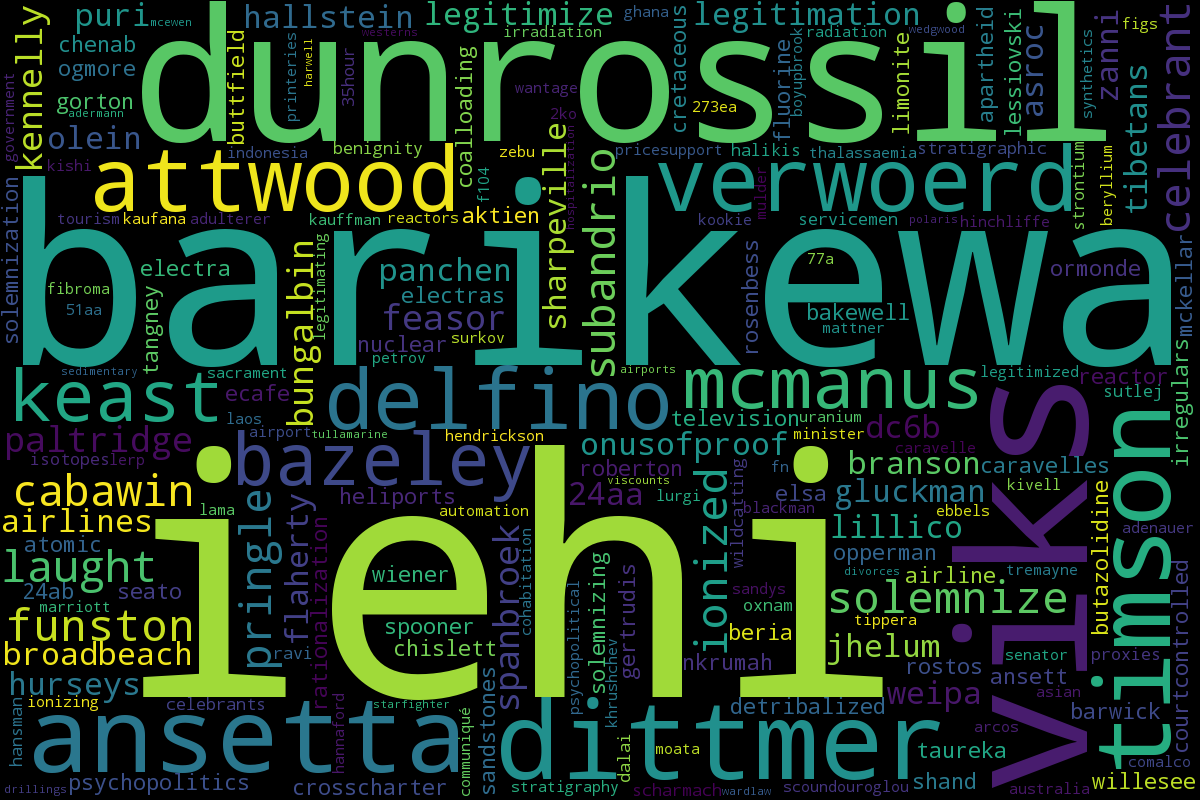 puri mcewen hallstein legitimize ghana legitimation wedgwood figs
kennelly chenab dunrossil irradiation cretaceous radiation westerns zanni celebrant
ogmore buttfield printeries harwell 35hour coalloading wantage boyupbrook limonite apartheid lessiovski asroc synthetics
government gorton adermann 2ko 273ea fluorine tibetans
olein attwood indonesia benignity zebu sharpeville hospitalization pricesupport halikis thalassaemia stratigraphic
kishi verwoerd strontium beryllium
solemnization tourism kaufana adulterer kauffman reactors f104 aktien subandrio kookie mulder servicemen polaris hinchliffe
barikewa
electra bungalbin legitimating panchen rosenbess 77a ormonde mckellar
fibroma electras
51aa tangney feasor bakewell
nuclear surkov mattner
petrov
sedimentary sacrament airports legitimized reactor irregulars
keast ecafe delfino mcmanus viks sutlej
laos television uranium timson
paltridge airport tullamarine hendrickson onusofproof minister dc6b
isotopes lerp bazeley roberton caravelle
viscounts branson caravelles
cabawin heliports 24aa lurgi wildcatting elsa gluckman kivell
airlines lama pringle flaherty automation ionized blackman ebbels butazolidine adenauer
atomic iehi lillico
laught rationalization spanbroek cohabitation opperman
24ab seato wiener psychopolitical solemnizing gertrudis divorces airline tremayne courtcontrolled
marriott sandys solemnize
funston spooner oxnam tippera
broadbeach ravi chislett beria jhelum senator proxies
hurseys nkrumah rostos ansett
ionizing celebrants starfighter khrushchev weipa asian
hansman ansetta hannaford communiqué sandstones dittmer detribalized barwick
dalai moata taureka arcos
comalco
drillings psychopolitics crosscharter stratigraphy scharmach wardlaw scoundouroglou shand australia willesee